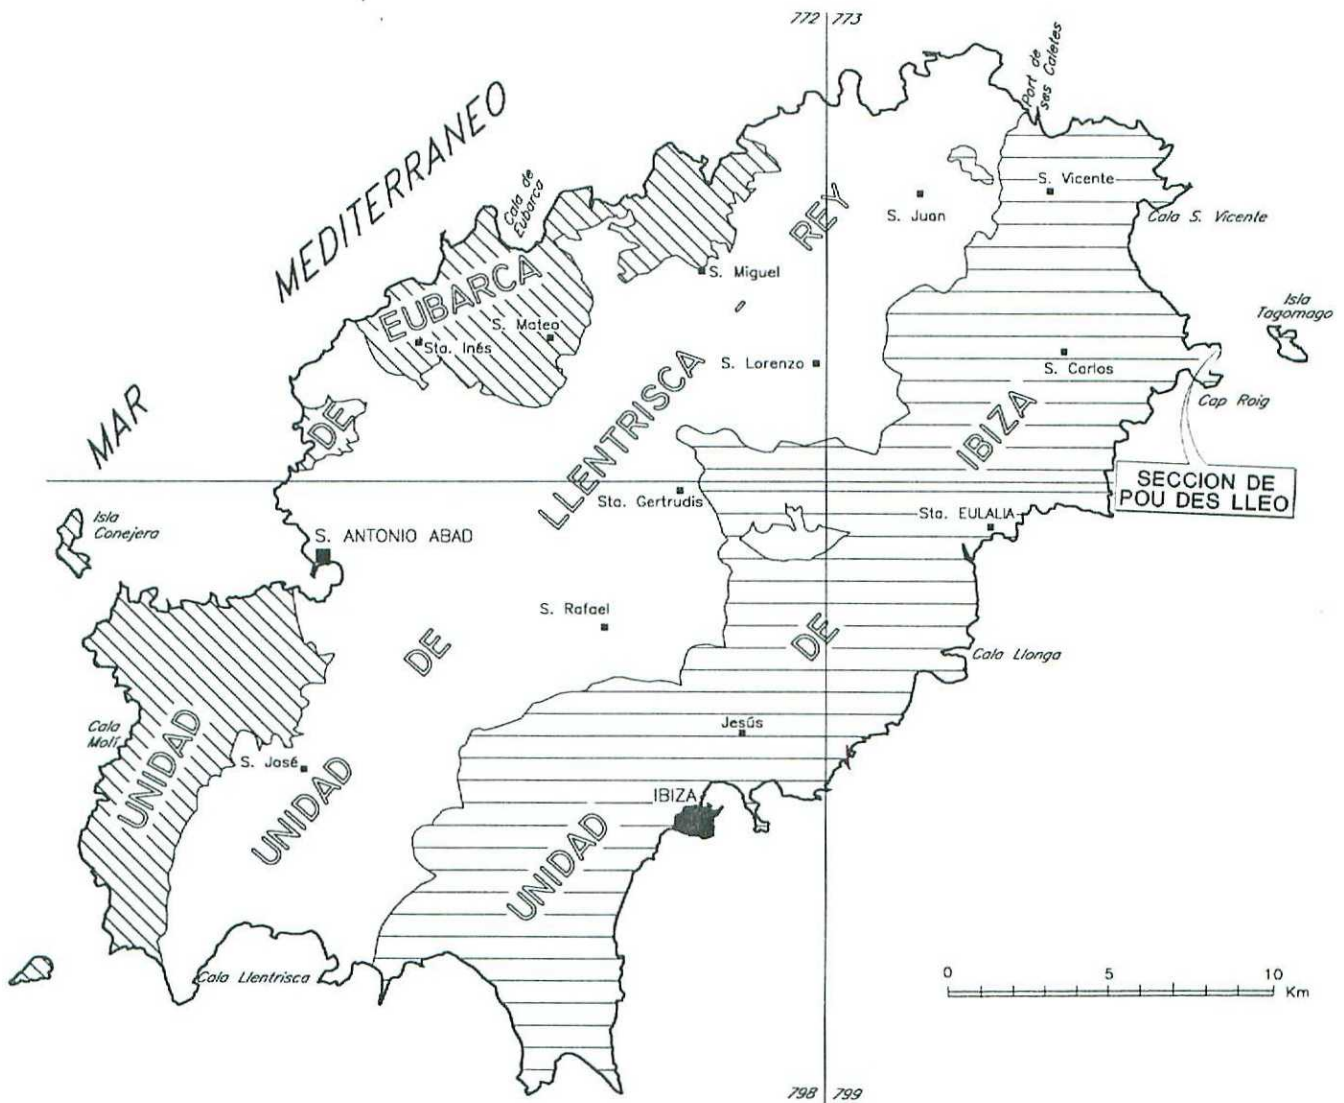 772 773
Port de
ses Caletes
MAR MEDITERRANEO
Cala de
Eubarca
S. Vicente
S. Juan
Cala S. Vicente
S. Miguel
Isla
Tagomago
S. Mateo
Sta. Inés
S. Lorenzo
S. Carlos
Cap Roig
SECCION DE
POU DES LLEO
Sta. Gertrudis
Sta. EULALIA
Isla
Conejera
S. ANTONIO ABAD
S. Rafael
Cala Llonga
Cala
Molí
Jesús
S. José
IBIZA
UNIDAD DE EUBARCA
UNIDAD DE LLENTRISCA REY
UNIDAD DE IBIZA
Cala Llentrisca
0 5 10
Km
798 799